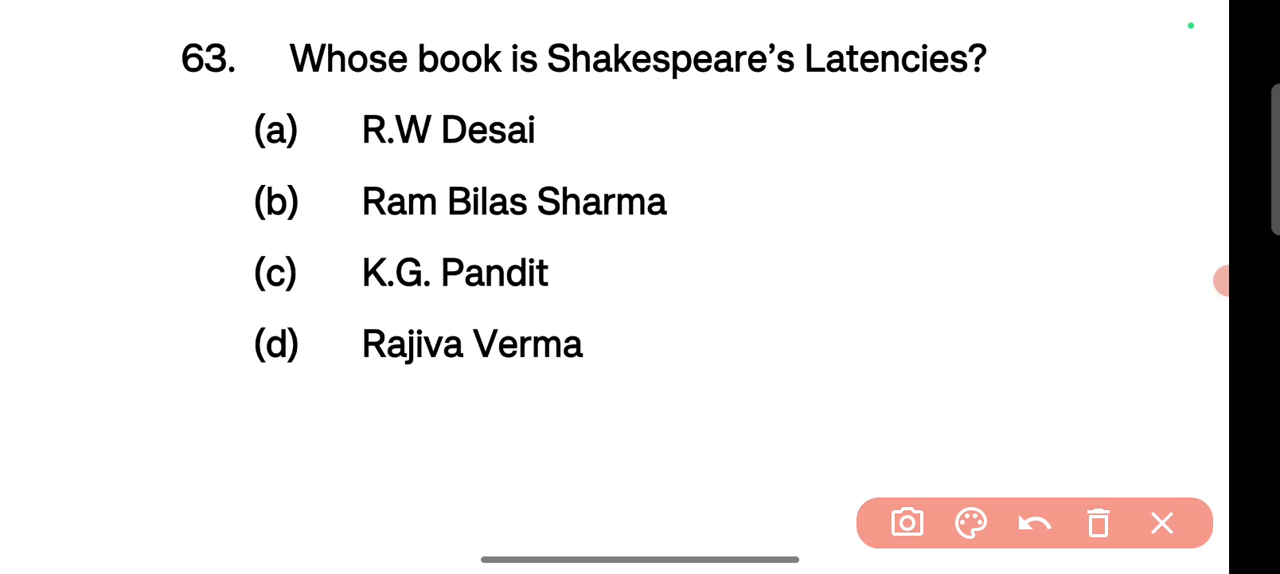 63. Whose book is Shakespeare’s Latencies?
(a) R.W Desai
(b) Ram Bilas Sharma
(c) K.G. Pandit
(d) Rajiva Verma